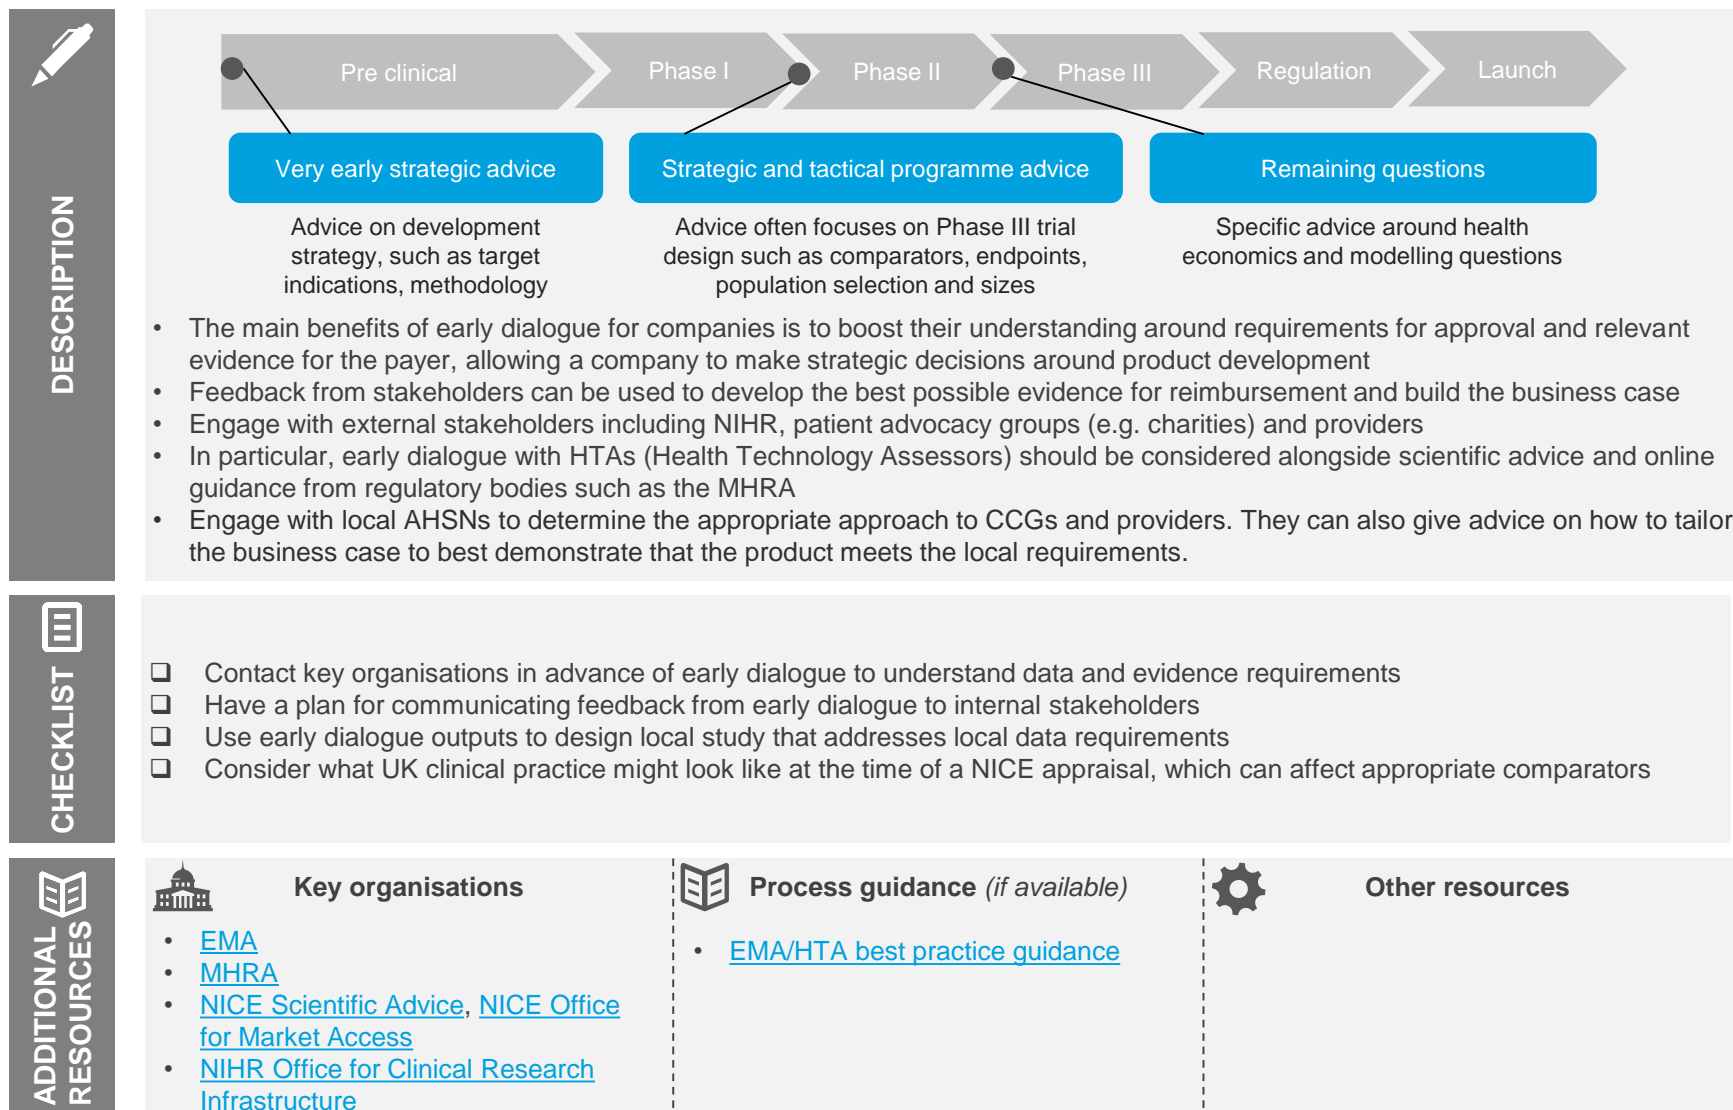 DESCRIPTION
Pre clinical
Phase I
Phase II
Phase III
Regulation
Launch
Very early strategic advice
Strategic and tactical programme advice
Remaining questions
Advice on development
strategy, such as target
indications, methodology
Advice often focuses on Phase III trial
design such as comparators, endpoints,
population selection and sizes
Specific advice around health
economics and modelling questions
• The main benefits of early dialogue for companies is to boost their understanding around requirements for approval and relevant
evidence for the payer, allowing a company to make strategic decisions around product development
• Feedback from stakeholders can be used to develop the best possible evidence for reimbursement and build the business case
• Engage with external stakeholders including NIHR, patient advocacy groups (e.g. charities) and providers
• In particular, early dialogue with HTAs (Health Technology Assessors) should be considered alongside scientific advice and online
guidance from regulatory bodies such as the MHRA
• Engage with local AHSNs to determine the appropriate approach to CCGs and providers. They can also give advice on how to tailor
the business case to best demonstrate that the product meets the local requirements.
CHECKLIST
❑ Contact key organisations in advance of early dialogue to understand data and evidence requirements
❑ Have a plan for communicating feedback from early dialogue to internal stakeholders
❑ Use early dialogue outputs to design local study that addresses local data requirements
❑ Consider what UK clinical practice might look like at the time of a NICE appraisal, which can affect appropriate comparators
ADDITIONAL
RESOURCES
Key organisations
• EMA
• MHRA
• NICE Scientific Advice, NICE Office
for Market Access
• NIHR Office for Clinical Research
Infrastructure
Process guidance (if available)
• EMA/HTA best practice guidance
Other resources